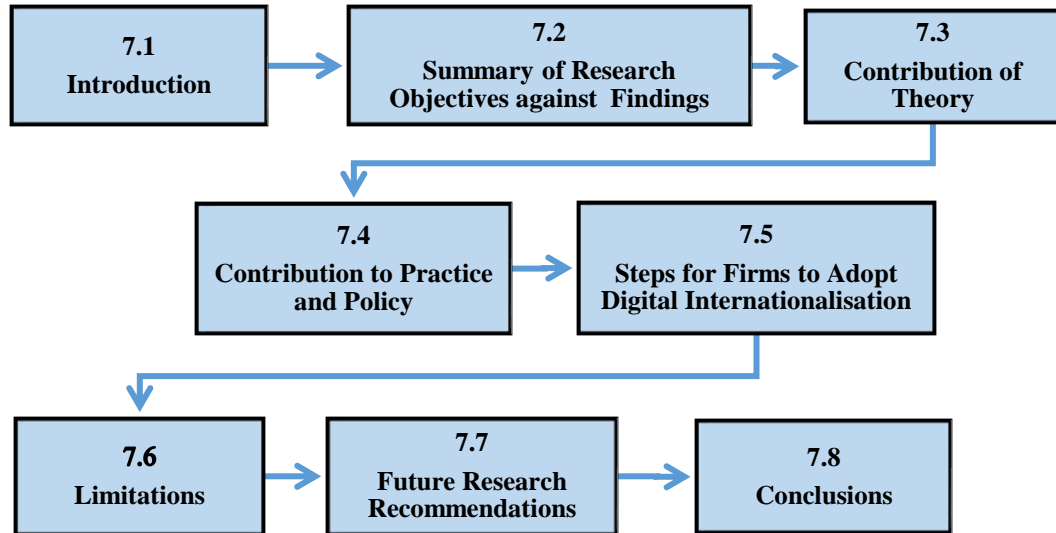 7.1
Introduction
7.2
Summary of Research
Objectives against Findings
7.3
Contribution of
Theory
7.4
Contribution to Practice
and Policy
7.5
Steps for Firms to Adopt
Digital Internationalisation
7.6
Limitations
7.7
Future Research
Recommendations
7.8
Conclusions